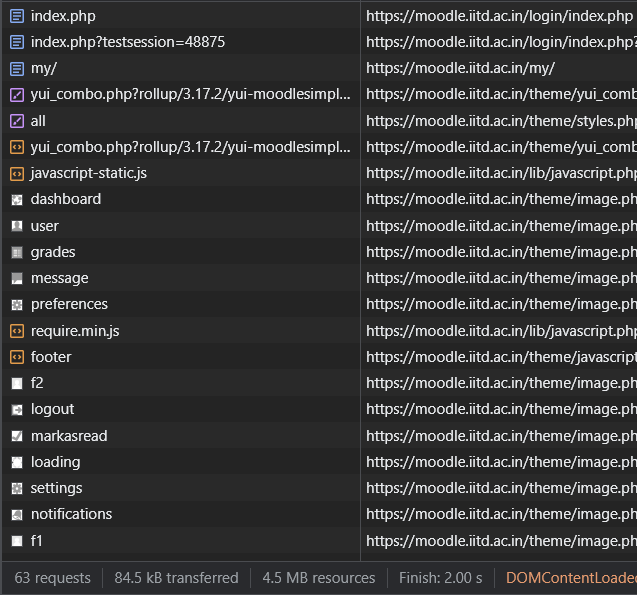 index.php https://moodle.iitd.ac.in/login/index.php
index.php?testsession=48875 https://moodle.iitd.ac.in/login/index.php?
my/ https://moodle.iitd.ac.in/my/
yui_combo.php?rollup/3.17.2/yui-moodlesimpl... https://moodle.iitd.ac.in/theme/yui_comb
all https://moodle.iitd.ac.in/theme/styles.php
yui_combo.php?rollup/3.17.2/yui-moodlesimpl... https://moodle.iitd.ac.in/theme/yui_comb
javascript-static.js https://moodle.iitd.ac.in/lib/javascript.php
dashboard https://moodle.iitd.ac.in/theme/image.ph
user https://moodle.iitd.ac.in/theme/image.ph
grades https://moodle.iitd.ac.in/theme/image.ph
message https://moodle.iitd.ac.in/theme/image.ph
preferences https://moodle.iitd.ac.in/theme/image.ph
require.min.js https://moodle.iitd.ac.in/lib/javascript.php
footer https://moodle.iitd.ac.in/theme/javascript
f2 https://moodle.iitd.ac.in/theme/image.ph
logout https://moodle.iitd.ac.in/theme/image.ph
markasread https://moodle.iitd.ac.in/theme/image.ph
loading https://moodle.iitd.ac.in/theme/image.ph
settings https://moodle.iitd.ac.in/theme/image.ph
notifications https://moodle.iitd.ac.in/theme/image.ph
f1 https://moodle.iitd.ac.in/theme/image.ph
63 requests 84.5 kB transferred 4.5 MB resources Finish: 2.00 s DOMContentLoaded